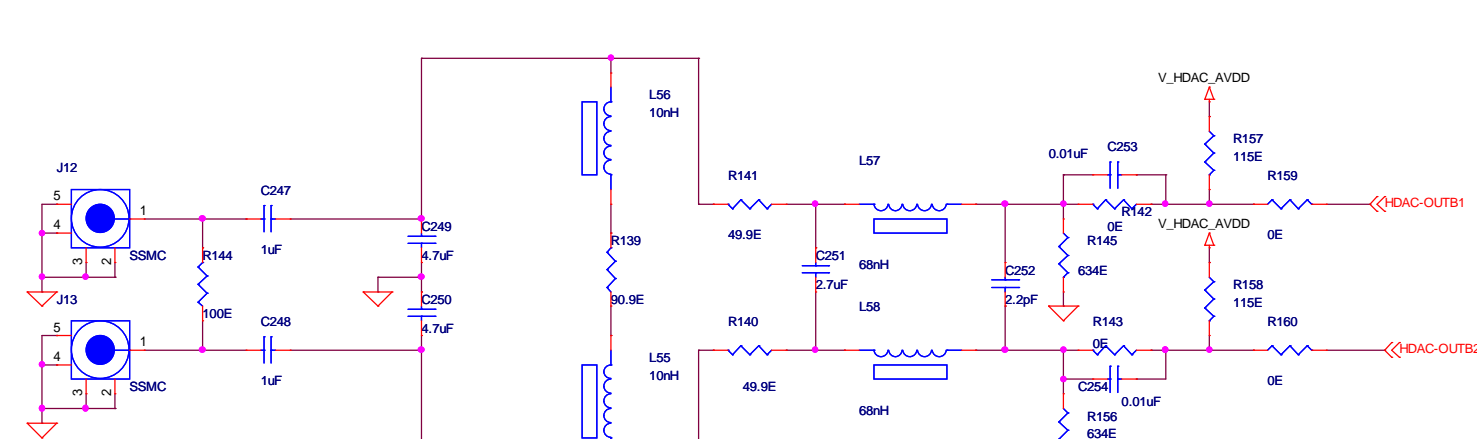 V_HDAC_AVDD
L56
10nH
R157
115E
C253
0.01uF
L57
J12
R141
R159
C247
5
1
4
HDAC-OUTB1
R142
0E
V_HDAC_AVDD
C249
4.7uF
R139
49.9E
0E
1uF
SSMC
R144
3
2
C251
2.7uF
68nH
R145
634E
C252
2.2pF
R158
115E
J13
C250
4.7uF
90.9E
L58
100E
C248
R140
R143
0E
R160
5
1
4
HDAC-OUTB2
L55
10nH
1uF
SSMC
3
2
49.9E
C254
0.01uF
0E
68nH
R156
634E